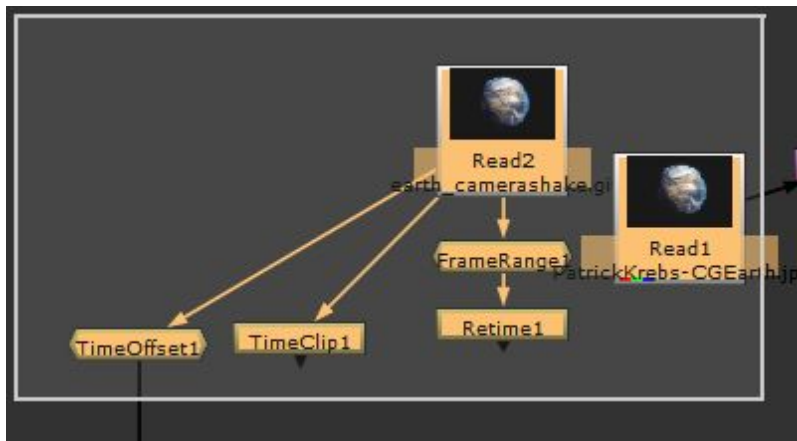 Read2
earth_camerashake.gi
Read1
PatrickKrebs-CGEarth.jp
FrameRange1
TimeOffset1
TimeClip1
Retime1